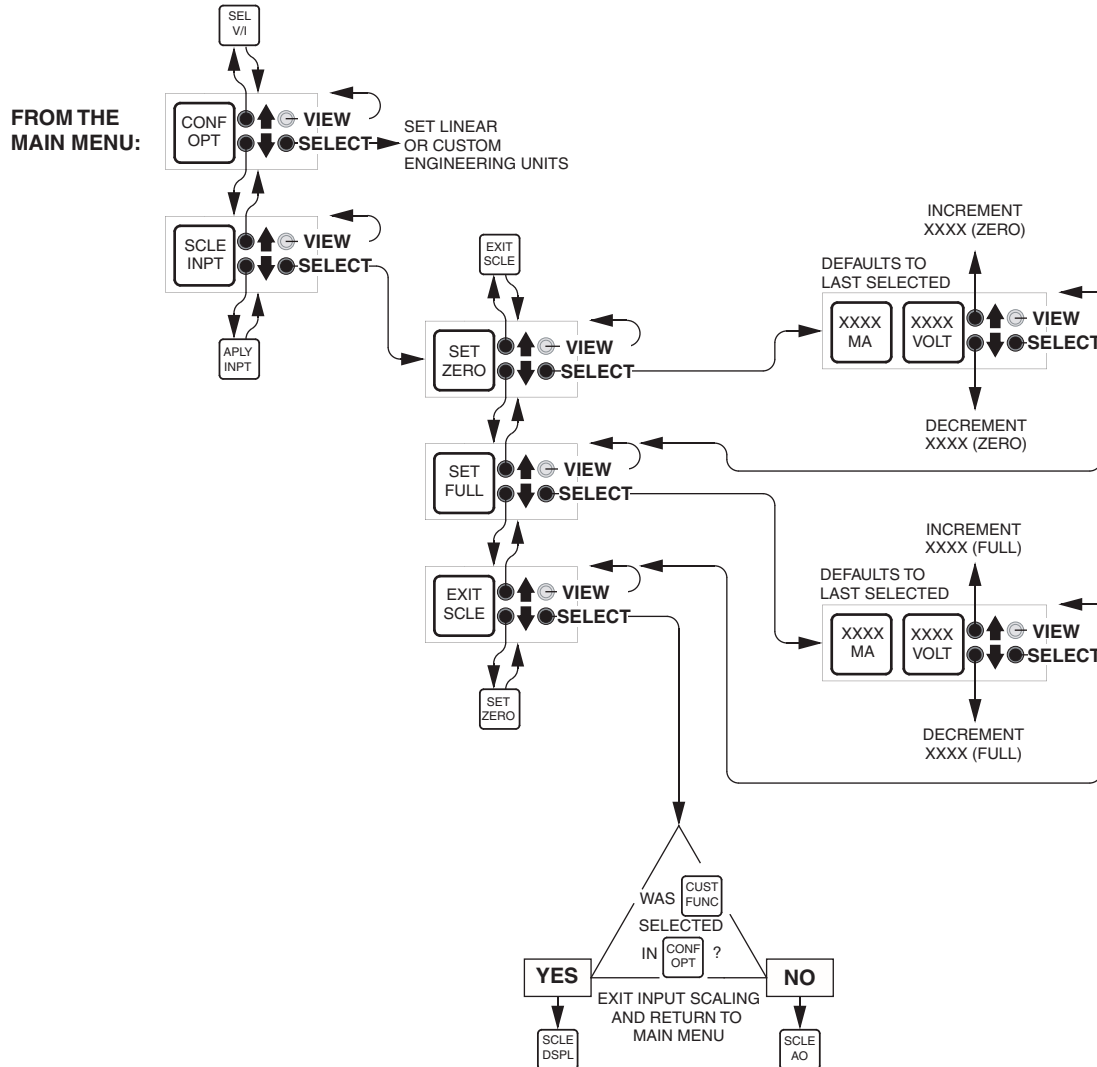 SEL
V/I
FROM THE
MAIN MENU:
CONF
OPT
VIEW
SELECT
SET LINEAR
OR CUSTOM
ENGINEERING UNITS
SCLE
INPT
VIEW
SELECT
APLY
INPT
EXIT
SCLE
SET
ZERO
VIEW
SELECT
INCREMENT
XXXX (ZERO)
DEFAULTS TO
LAST SELECTED
XXXX
MA
XXXX
VOLT
VIEW
SELECT
DECREMENT
XXXX (ZERO)
SET
FULL
VIEW
SELECT
INCREMENT
XXXX (FULL)
DEFAULTS TO
LAST SELECTED
XXXX
MA
XXXX
VOLT
VIEW
SELECT
DECREMENT
XXXX (FULL)
EXIT
SCLE
VIEW
SELECT
SET
ZERO
WAS CUST FUNC
SELECTED
IN CONF OPT ?
YES
NO
EXIT INPUT SCALING
AND RETURN TO
MAIN MENU
SCLE
DSPL
SCLE
AO